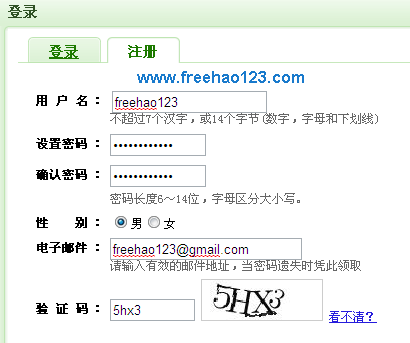 登录
登录 注册
www.freehao123.com
用 户 名： freehao123
不超过7个汉字，或14个字节(数字，字母和下划线)
设置密码： ••••••••••••
确认密码： ••••••••••••
密码长度6～14位，字母区分大小写。
性 别： 男 女
电子邮件： freehao123@gmail.com
请输入有效的邮件地址，当密码遗失时凭此领取
验 证 码： 5hx3 5HX3 看不清？